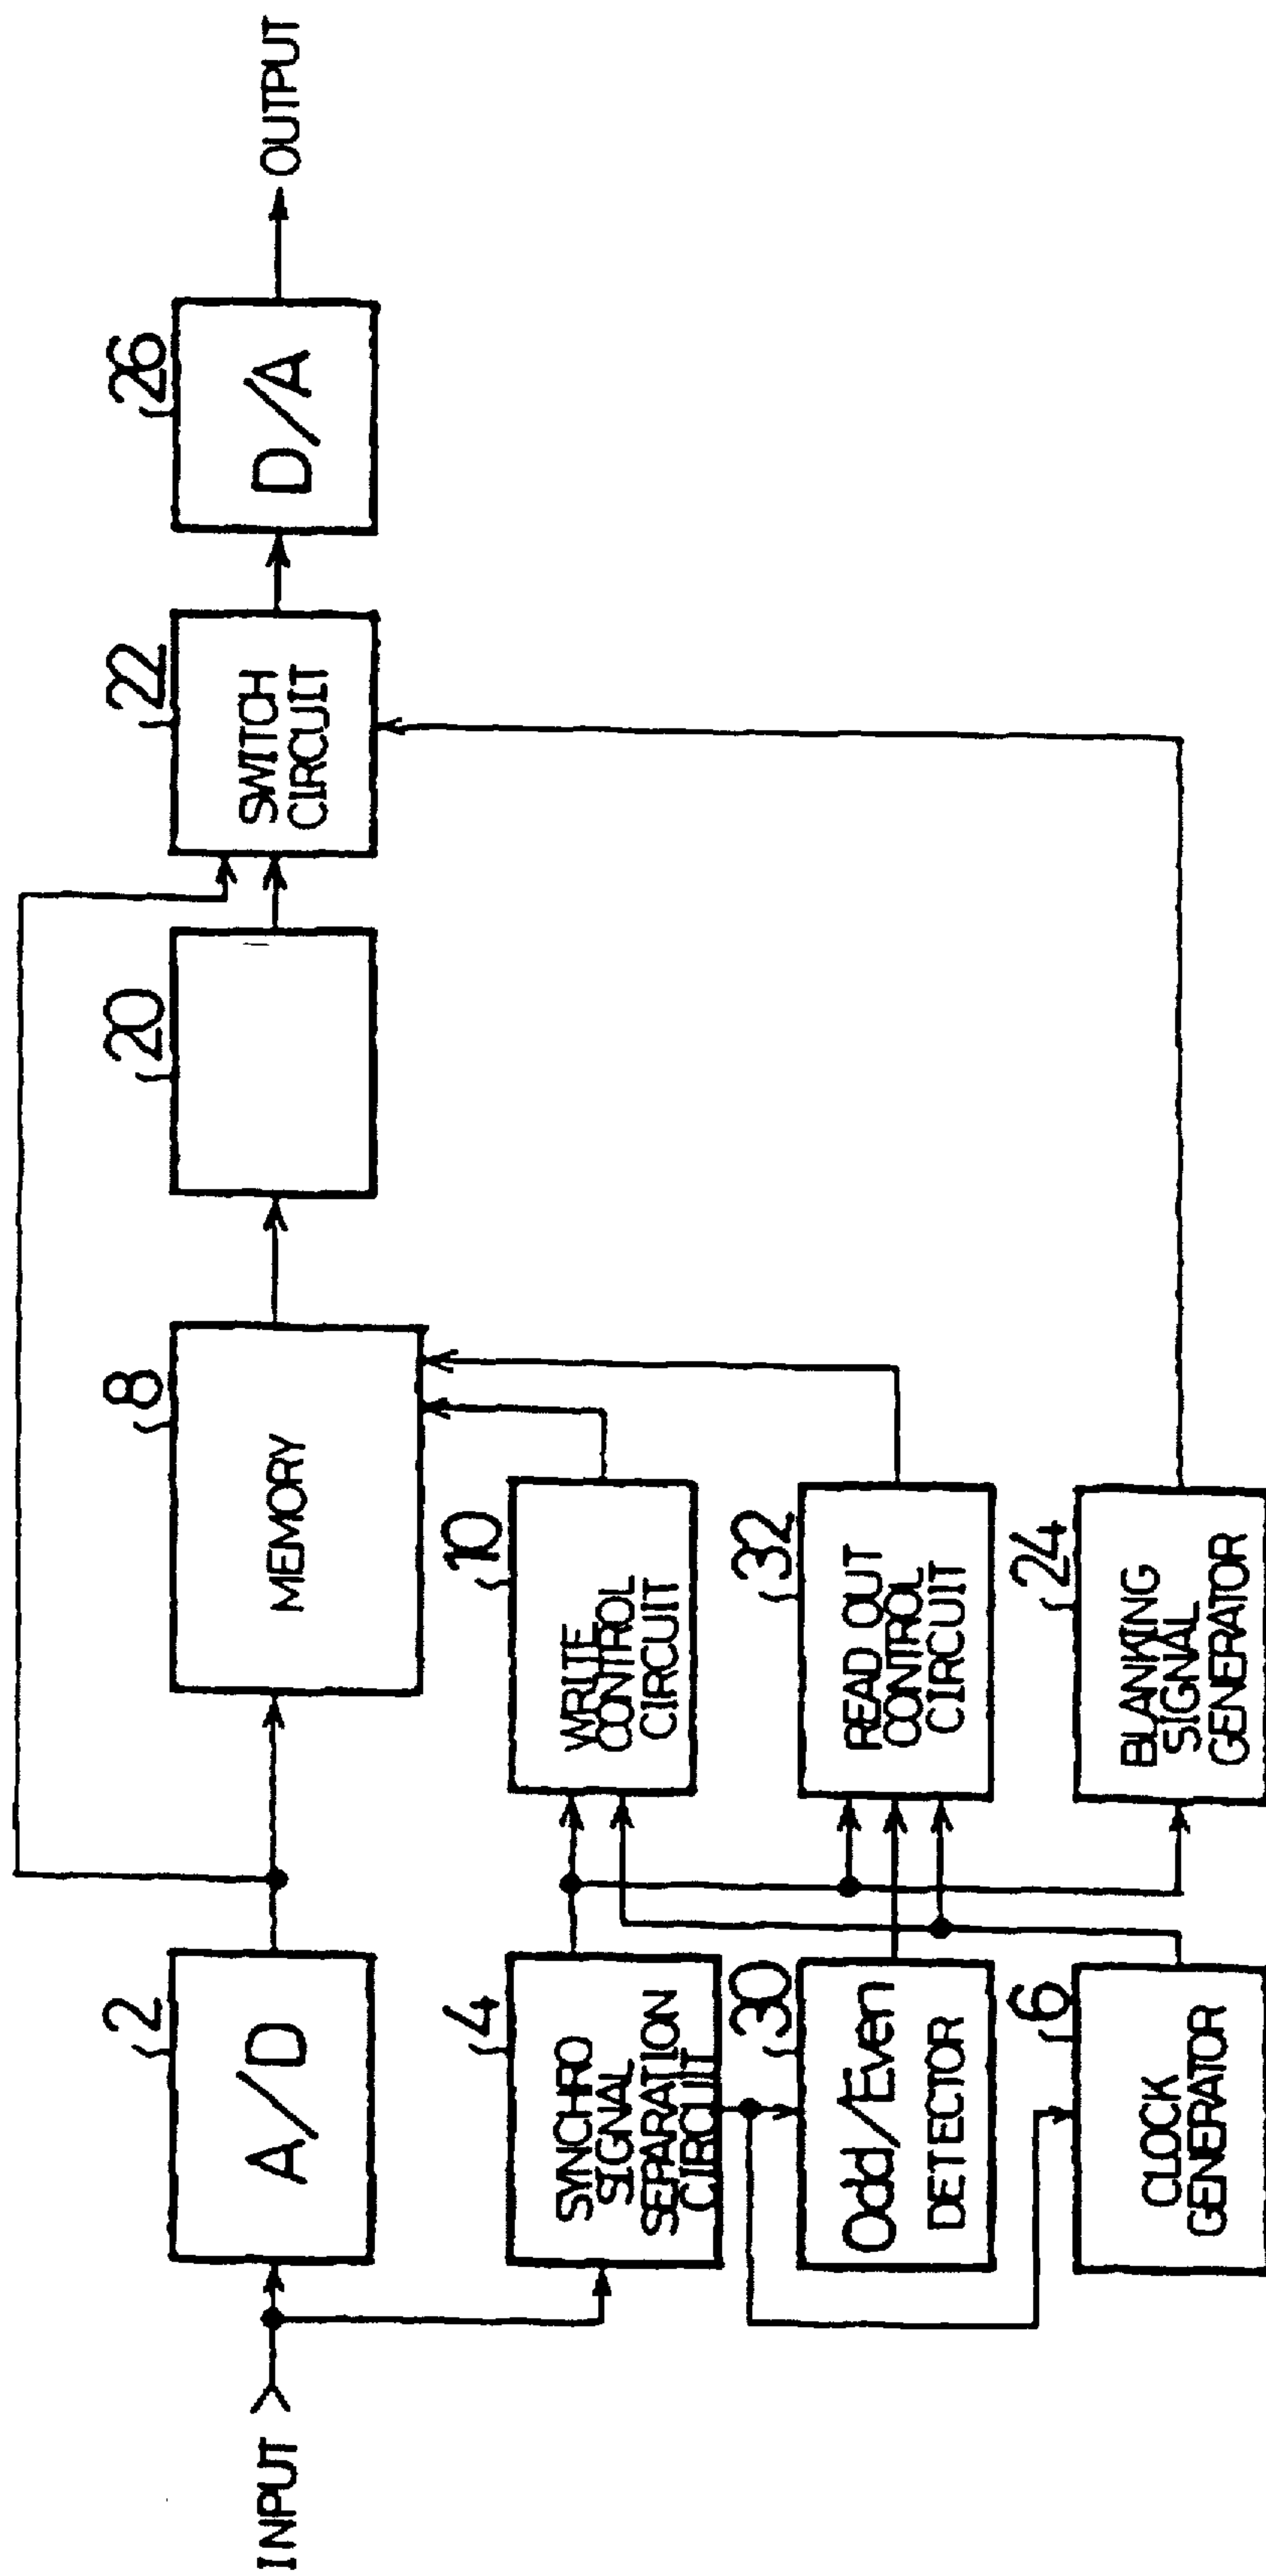 INPUT
2
A/D
8
MEMORY
20
22
SWITCH
CIRCUIT
26
D/A
OUTPUT
4
SYNCHRO
SIGNAL
SEPARATION
CIRCUIT
10
WRITE
CONTROL
CIRCUIT
30
Odd/Even
DETECTOR
32
READ OUT
CONTROL
CIRCUIT
6
CLOCK
GENERATOR
24
BLANKING
SIGNAL
GENERATOR